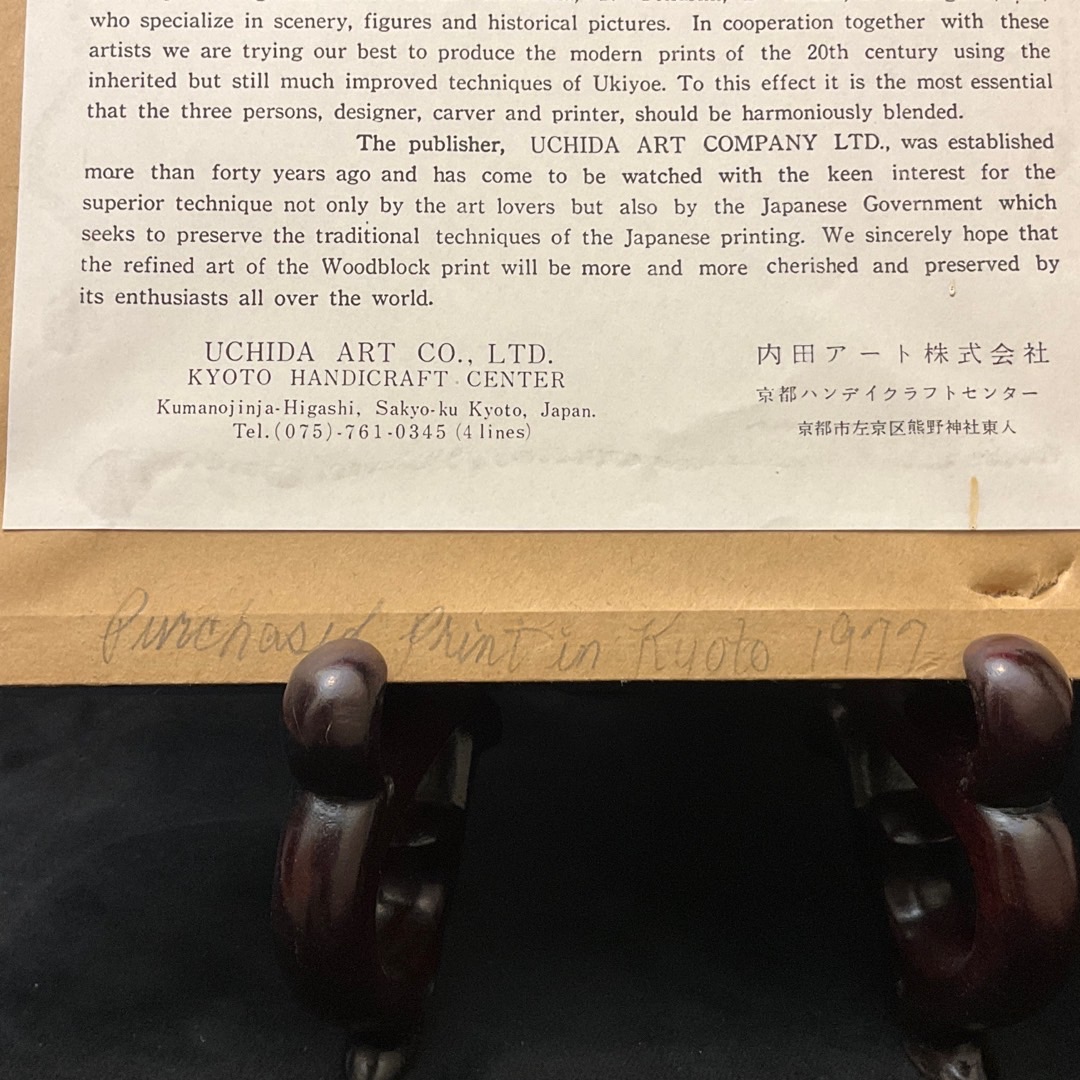 who specialize in scenery, figures and historical pictures. In cooperation together with these
artists we are trying our best to produce the modern prints of the 20th century using the
inherited but still much improved techniques of Ukiyoe. To this effect it is the most essential
that the three persons, designer, carver and printer, should be harmoniously blended.
The publisher, UCHIDA ART COMPANY LTD., was established
more than forty years ago and has come to be watched with the keen interest for the
superior technique not only by the art lovers but also by the Japanese Government which
seeks to preserve the traditional techniques of the Japanese printing. We sincerely hope that
the refined art of the Woodblock print will be more and more cherished and preserved by
its enthusiasts all over the world.
UCHIDA ART CO., LTD.
KYOTO HANDICRAFT CENTER
Kumanojinja-Higashi, Sakyo-ku Kyoto, Japan.
Tel.(075)-761-0345 (4 lines)
内田アート株式会社
京都ハンデイクラフトセンター
京都市左京区熊野神社東入
Purchased Print in Kyoto 1977